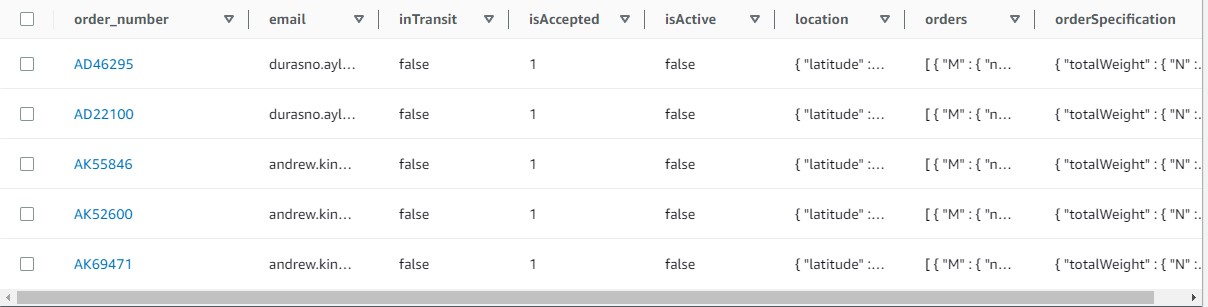 order_number email inTransit isAccepted isActive location orders orderSpecification
AD46295 durasno.ayl... false 1 false { "latitude" :... [ { "M" : { "n... { "totalWeight" : { "N" :..
AD22100 durasno.ayl... false 1 false { "latitude" :... [ { "M" : { "n... { "totalWeight" : { "N" :..
AK55846 andrew.kin... false 1 false { "latitude" :... [ { "M" : { "n... { "totalWeight" : { "N" :..
AK52600 andrew.kin... false 1 false { "latitude" :... [ { "M" : { "n... { "totalWeight" : { "N" :..
AK69471 andrew.kin... false 1 false { "latitude" :... [ { "M" : { "n... { "totalWeight" : { "N" :..